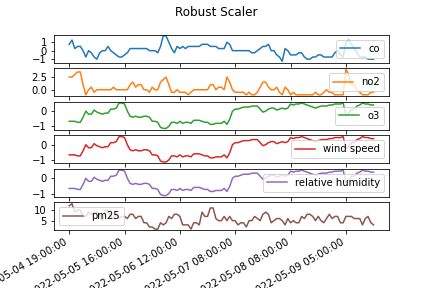 Robust Scaler
1
0
−1
co
2.5
0.0
no2
0
−1
o3
0
−1
wind speed
0
−1
relative humidity
10
5
pm25
05-04 19:00:00
2022-05-05 16:00:00
2022-05-06 12:00:00
2022-05-07 08:00:00
2022-05-08 08:00:00
2022-05-09 05:00:00